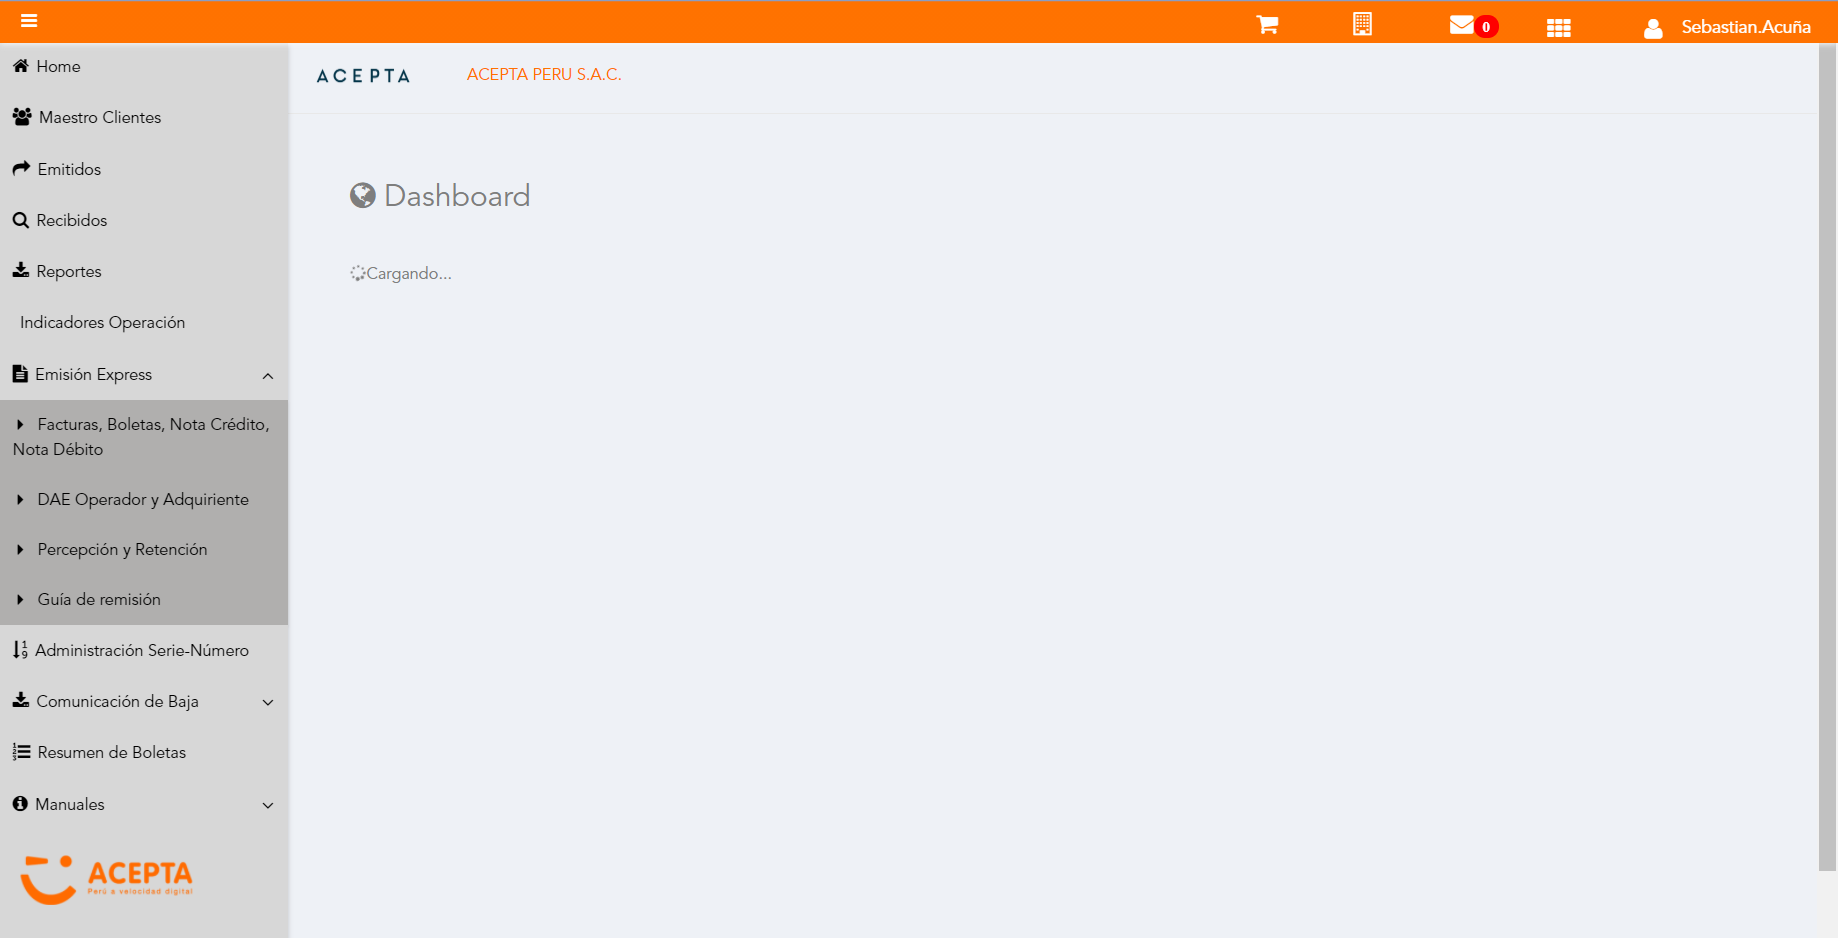 0
Sebastian.Acuña
Home
Maestro Clientes
Emitidos
Recibidos
Reportes
Indicadores Operación
Emisión Express
Facturas, Boletas, Nota Crédito,
Nota Débito
DAE Operador y Adquiriente
Percepción y Retención
Guía de remisión
Administración Serie-Número
Comunicación de Baja
Resumen de Boletas
Manuales
ACEPTA
Perú a velocidad digital
ACEPTA
ACEPTA PERU S.A.C.
Dashboard
Cargando...